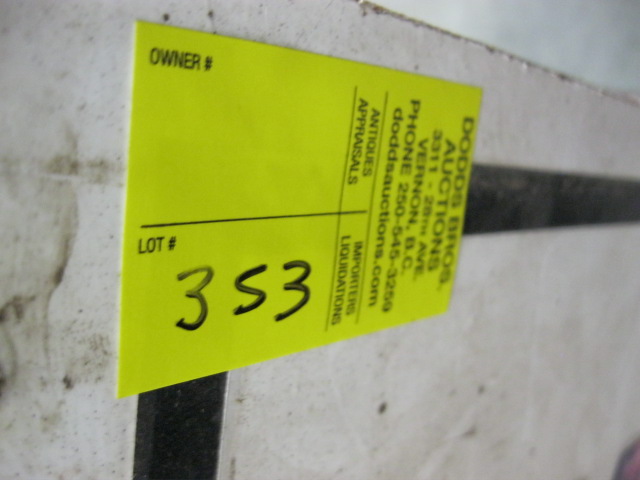 DODDS BROS.
AUCTIONS
3311 - 28TH AVE.
VERNON, B.C.
PHONE 250-545-3259
doddsauctions.com
ANTIQUES IMPORTERS
APPRAISALS LIQUIDATIONS
OWNER #
LOT #
353